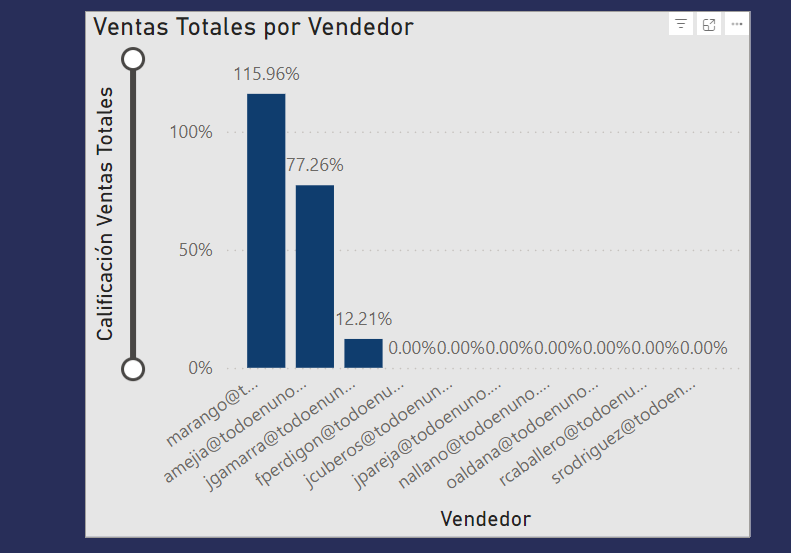 Ventas Totales por Vendedor
Calificación Ventas Totales
115.96%
100%
77.26%
50%
12.21%
0.00%0.00%0.00%0.00%0.00%0.00%0.00%
0%
marango@t...
amejia@todoenuno...
jgamarra@todoenun...
fperdigon@todoenu...
jcuberos@todoenun...
jpareja@todoenuno....
nallano@todoenuno....
oaldana@todoenuno...
rcaballero@todoenu...
srodriguez@todoen...
Vendedor